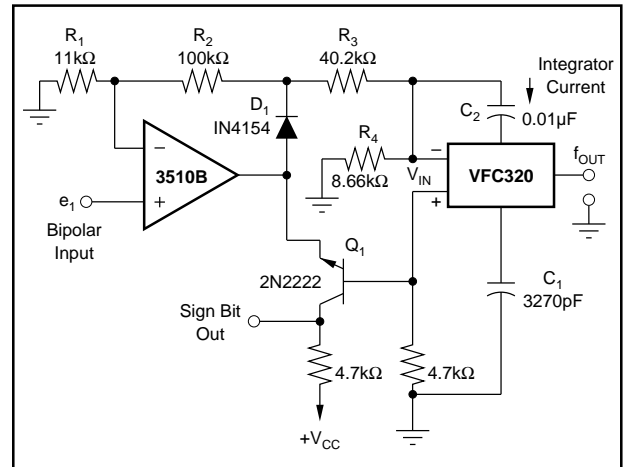 R1
11kΩ
R2
100kΩ
R3
40.2kΩ
Integrator
Current
D1
IN4154
C2
0.01µF
R4
8.66kΩ
−
3510B
+
e1
Bipolar
Input
VIN
−
VFC320
+
fOUT
Q1
2N2222
C1
3270pF
Sign Bit
Out
4.7kΩ
4.7kΩ
+VCC